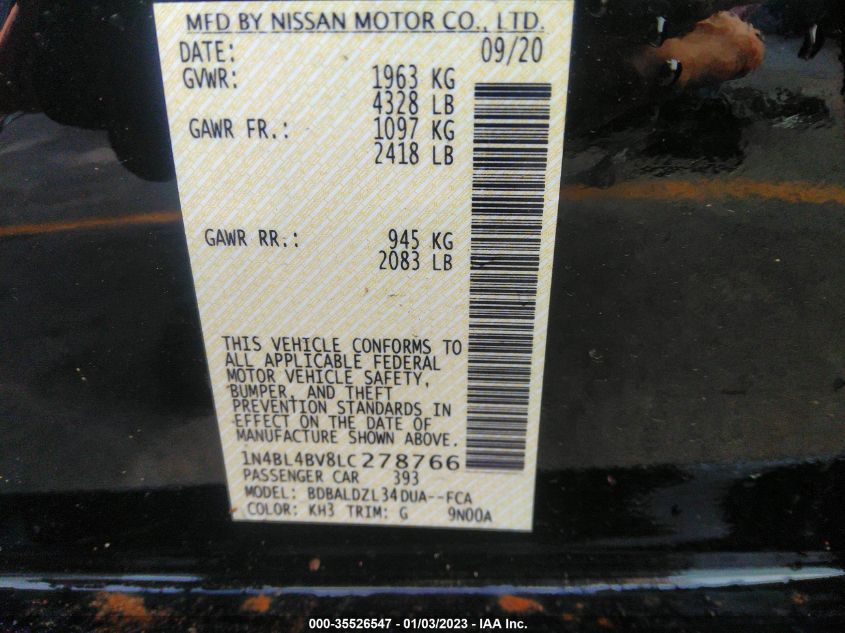 MFD BY NISSAN MOTOR CO., LTD.
DATE: 09/20
GVWR: 1963 KG
4328 LB
GAWR FR.: 1097 KG
2418 LB
GAWR RR.: 945 KG
2083 LB
THIS VEHICLE CONFORMS TO
ALL APPLICABLE FEDERAL
MOTOR VEHICLE SAFETY,
BUMPER, AND THEFT
PREVENTION STANDARDS IN
EFFECT ON THE DATE OF
MANUFACTURE SHOWN ABOVE.
1N4BL4BV8LC278766
PASSENGER CAR 393
MODEL: BDBALDZL34DUA--FCA
COLOR: KH3 TRIM: G 9N00A
000-35526547 - 01/03/2023 - IAA Inc.